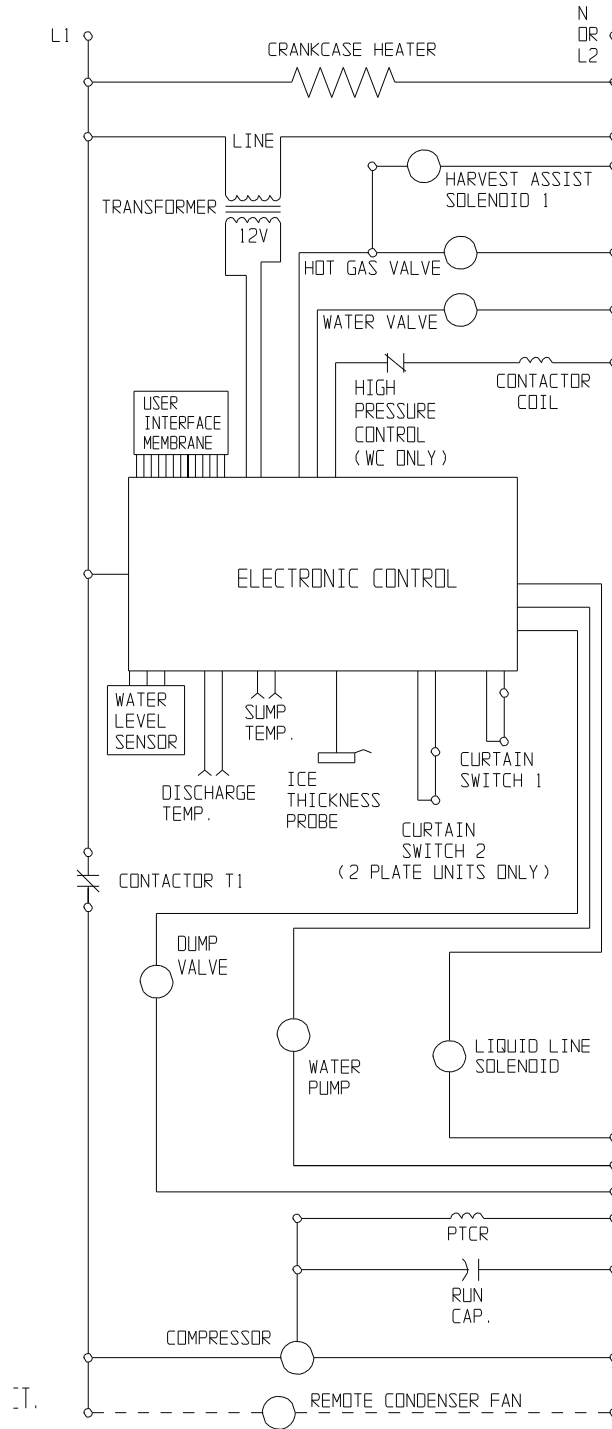 L1
N
OR
L2
CRANKCASE HEATER
LINE
TRANSFORMER
12V
HARVEST ASSIST
SOLENOID 1
HOT GAS VALVE
WATER VALVE
HIGH
PRESSURE
CONTROL
(WC ONLY)
CONTACTOR
COIL
USER
INTERFACE
MEMBRANE
ELECTRONIC CONTROL
WATER
LEVEL
SENSOR
DISCHARGE
TEMP.
SUMP
TEMP.
ICE
THICKNESS
PROBE
CURTAIN
SWITCH 1
CURTAIN
SWITCH 2
(2 PLATE UNITS ONLY)
CONTACTOR T1
DUMP
VALVE
WATER
PUMP
LIQUID LINE
SOLENOID
PTCR
RUN
CAP.
COMPRESSOR
REMOTE CONDENSER FAN